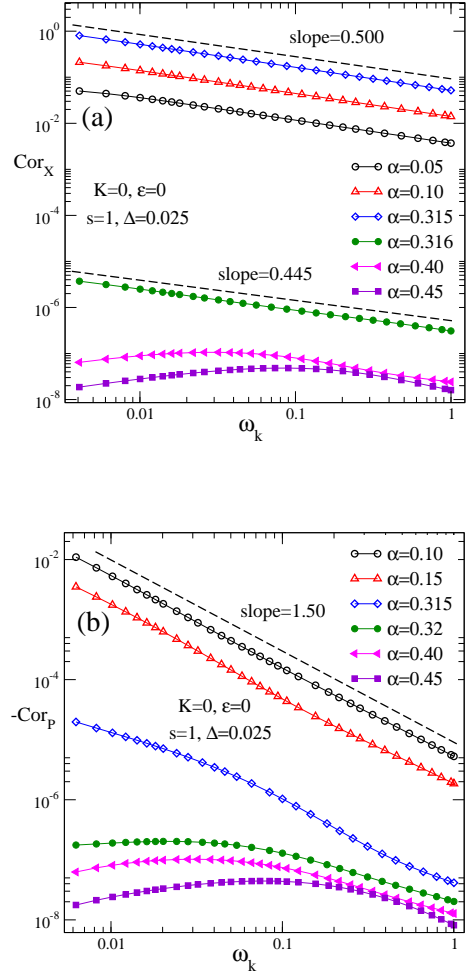 10^0
slope=0.500
(a)
10^-2
Cor_X
α=0.05
K=0, ε=0
α=0.10
10^-4
s=1, Δ=0.025
α=0.315
α=0.316
slope=0.445
α=0.40
10^-6
α=0.45
10^-8
0.01
0.1
1
ω_k
10^-2
α=0.10
slope=1.50
α=0.15
(b)
α=0.315
α=0.32
10^-4
α=0.40
-Cor_P
K=0, ε=0
α=0.45
s=1, Δ=0.025
10^-6
10^-8
0.01
0.1
1
ω_k